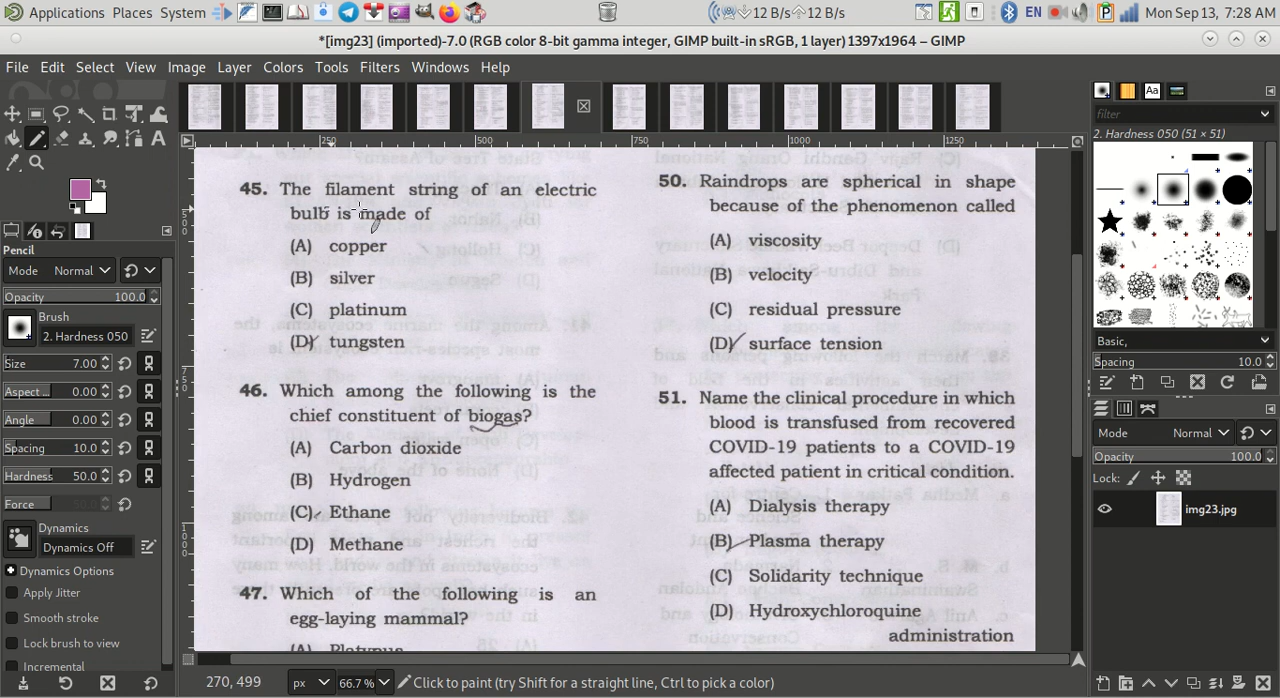 Applications Places System
12 B/s 12 B/s
EN
Mon Sep 13, 7:28 AM
*[img23] (imported)-7.0 (RGB color 8-bit gamma integer, GIMP built-in sRGB, 1 layer) 1397x1964 – GIMP
File Edit Select View Image Layer Colors Tools Filters Windows Help
250 500 750 1000 1250
Pencil
Mode Normal
Opacity 100.0
Brush
2. Hardness 050
Size 7.00
Aspect ... 0.00
Angle 0.00
Spacing 10.0
Hardness 50.0
Force 50.0
Dynamics
Dynamics Off
Dynamics Options
Apply Jitter
Smooth stroke
Lock brush to view
Incremental
45. The filament string of an electric
bulb is made of
(A) copper
(B) silver
(C) platinum
(D) tungsten
46. Which among the following is the
chief constituent of biogas?
(A) Carbon dioxide
(B) Hydrogen
(C) Ethane
(D) Methane
47. Which of the following is an
egg-laying mammal?
(A) Platypus
50. Raindrops are spherical in shape
because of the phenomenon called
(A) viscosity
(B) velocity
(C) residual pressure
(D) surface tension
51. Name the clinical procedure in which
blood is transfused from recovered
COVID-19 patients to a COVID-19
affected patient in critical condition.
(A) Dialysis therapy
(B) Plasma therapy
(C) Solidarity technique
(D) Hydroxychloroquine
administration
270, 499 px 66.7% Click to paint (try Shift for a straight line, Ctrl to pick a color)
Aa
filter
2. Hardness 050 (51 × 51)
Basic,
Spacing 10.0
Mode Normal
Opacity 100.0
Lock:
img23.jpg